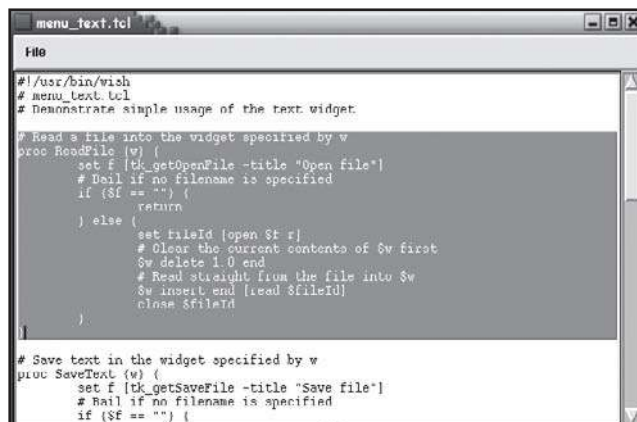 menu_text.tcl
File
#!/usr/bin/wish
# menu_text.tcl
# Demonstrate simple usage of the text widget
# Read a file into the widget specified by w
proc ReadFile {w} {
set f [tk_getOpenFile -title "Open file"]
# Bail if no filename is specified
if {$f == ""} {
return
} else {
set fileId [open $f r]
# Clear the current contents of $w first
$w delete 1.0 end
# Read straight from the file into $w
$w insert end [read $fileId]
close $fileId
}
}
# Save text in the widget specified by w
proc SaveText {w} {
set f [tk_getSaveFile -title "Save file"]
# Bail if no filename is specified
if {$f == ""} {